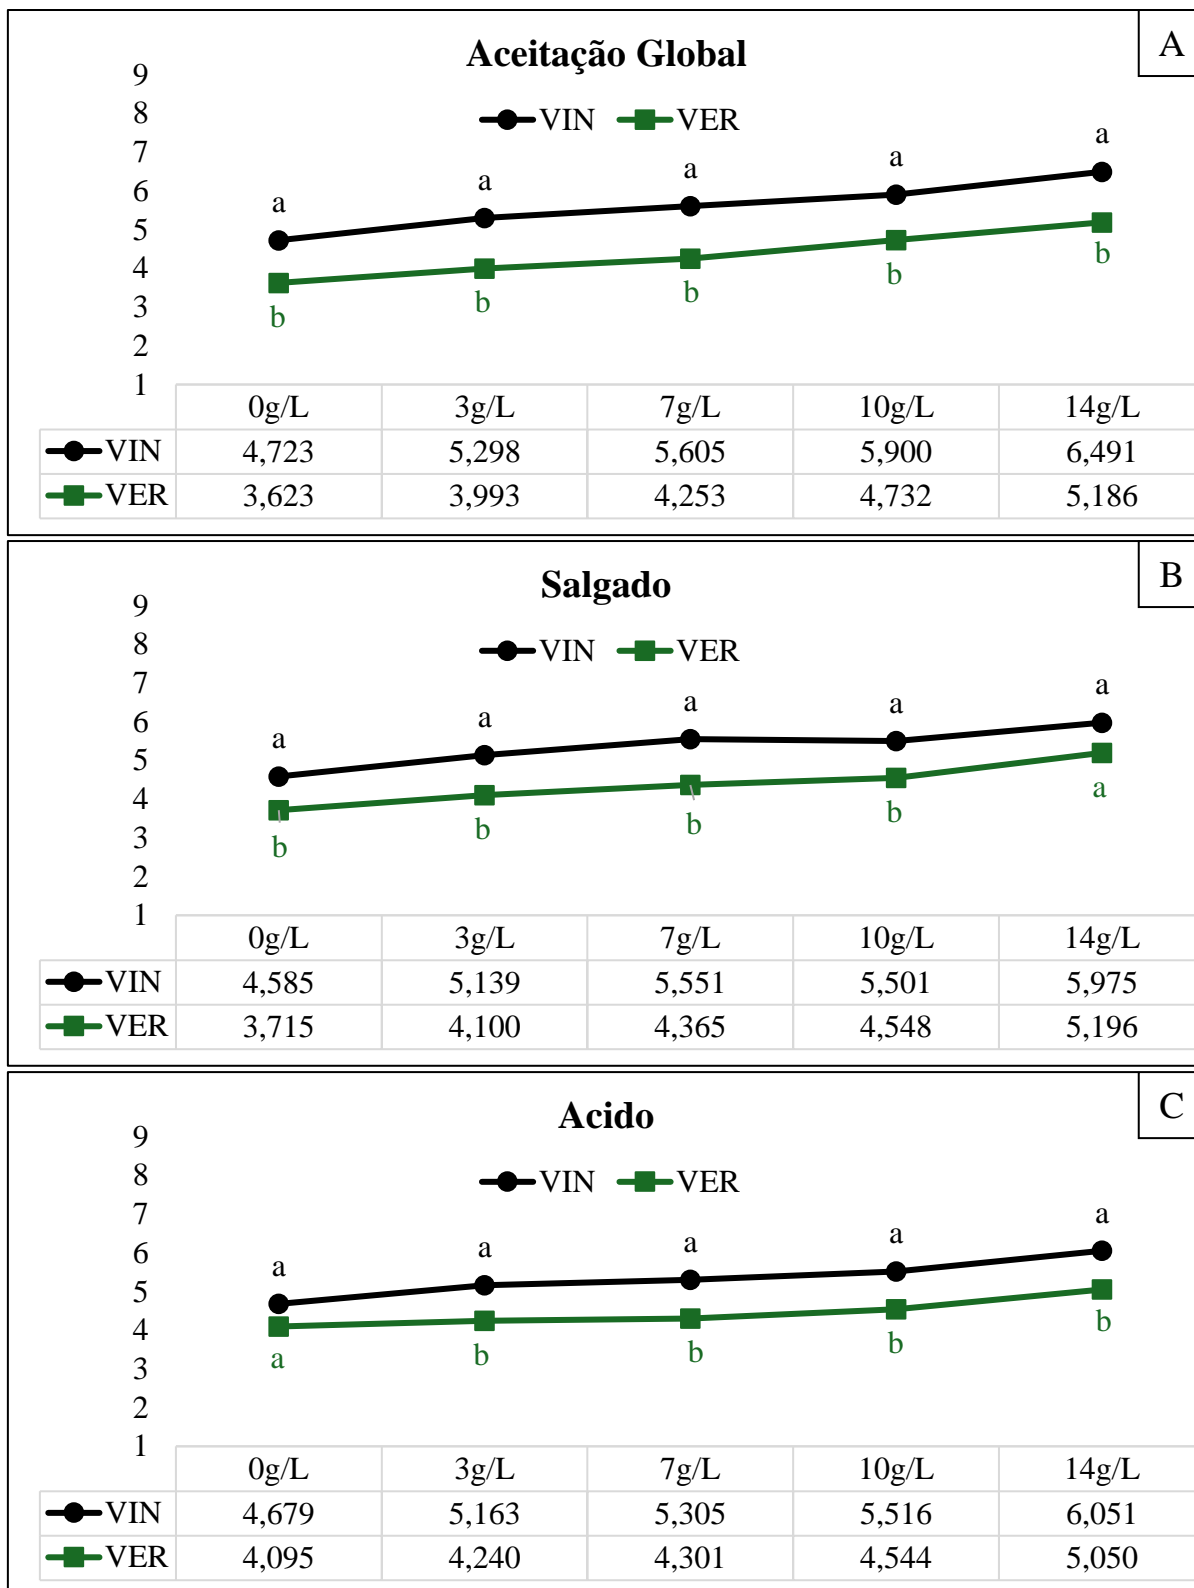 A
Aceitação Global
VIN VER
9
8
7
6
5
4
3
2
1
a a a a a
b b b b b
0g/L 3g/L 7g/L 10g/L 14g/L
VIN 4,723 5,298 5,605 5,900 6,491
VER 3,623 3,993 4,253 4,732 5,186
B
Salgado
VIN VER
9
8
7
6
5
4
3
2
1
a a a a a
b b b b a
0g/L 3g/L 7g/L 10g/L 14g/L
VIN 4,585 5,139 5,551 5,501 5,975
VER 3,715 4,100 4,365 4,548 5,196
C
Acido
VIN VER
9
8
7
6
5
4
3
2
1
a a a a a
a b b b b
0g/L 3g/L 7g/L 10g/L 14g/L
VIN 4,679 5,163 5,305 5,516 6,051
VER 4,095 4,240 4,301 4,544 5,050